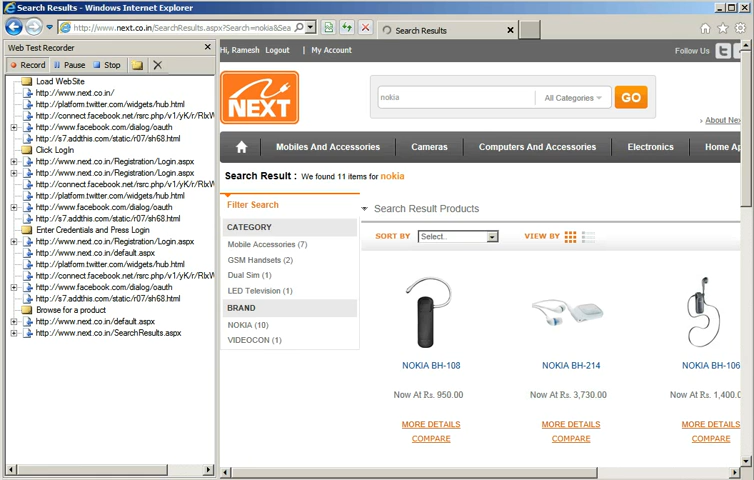 Search Results - Windows Internet Explorer
http://www.next.co.in/SearchResults.aspx?Search=nokia&Sea
Search Results
Web Test Recorder
Record Pause Stop
Load WebSite
http://www.next.co.in/
http://platform.twitter.com/widgets/hub.html
http://connect.facebook.net/rsrc.php/v1/yK/r/RIxW
http://www.facebook.com/dialog/oauth
http://s7.addthis.com/static/r07/sh68.html
Click LogIn
http://www.next.co.in/Registration/Login.aspx
http://www.next.co.in/Registration/Login.aspx
http://connect.facebook.net/rsrc.php/v1/yK/r/RIxW
http://platform.twitter.com/widgets/hub.html
http://www.facebook.com/dialog/oauth
http://s7.addthis.com/static/r07/sh68.html
Enter Credentials and Press Login
http://www.next.co.in/Registration/Login.aspx
http://www.next.co.in/default.aspx
http://platform.twitter.com/widgets/hub.html
http://connect.facebook.net/rsrc.php/v1/yK/r/RIxW
http://www.facebook.com/dialog/oauth
http://s7.addthis.com/static/r07/sh68.html
Browse for a product
http://www.next.co.in/default.aspx
http://www.next.co.in/SearchResults.aspx
Hi, Ramesh Logout | My Account
Follow Us
NEXT
nokia
All Categories
GO
About Nex
Mobiles And Accessories
Cameras
Computers And Accessories
Electronics
Home Ap
Search Result : We found 11 items for nokia
Filter Search
CATEGORY
Mobile Accessories (7)
GSM Handsets (2)
Dual Sim (1)
LED Television (1)
BRAND
NOKIA (10)
VIDEOCON (1)
Search Result Products
SORT BY Select.. VIEW BY
NOKIA BH-108
NOKIA BH-214
NOKIA BH-106
Now At Rs. 950.00
Now At Rs. 3,730.00
Now At Rs. 1,400.0
MORE DETAILS
MORE DETAILS
MORE DETAILS
COMPARE
COMPARE
COMPARE